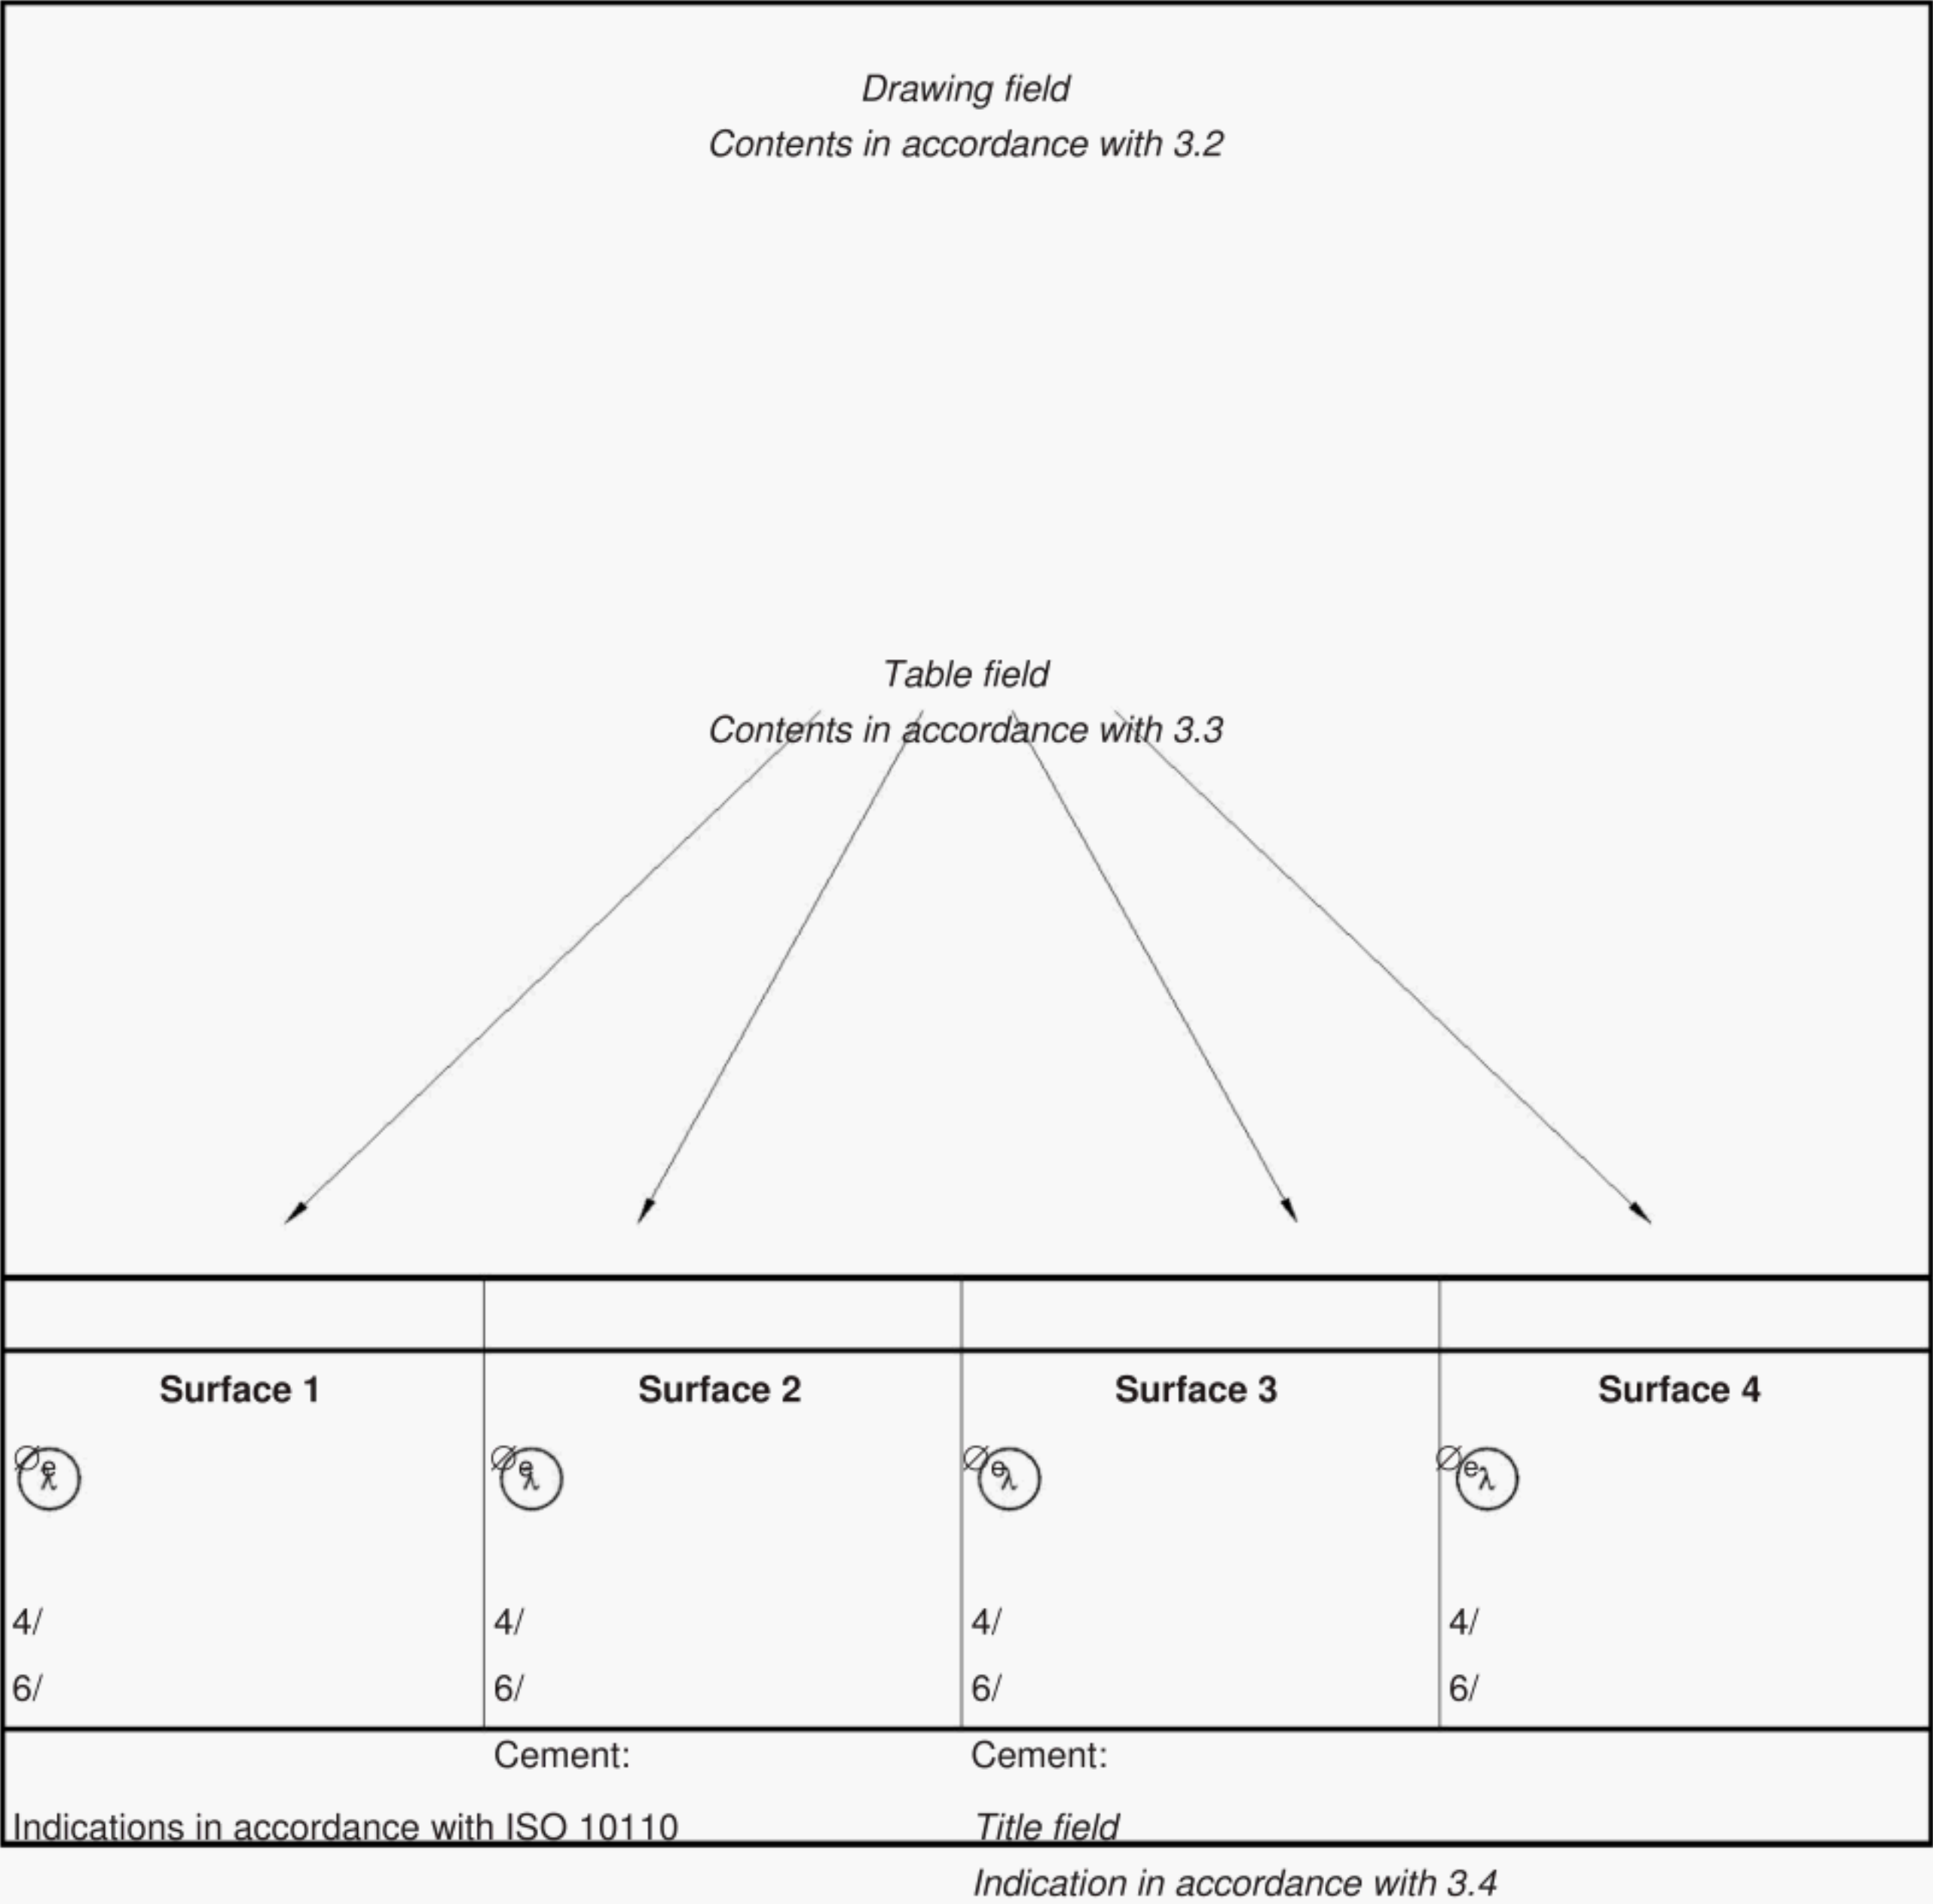 Drawing field
Contents in accordance with 3.2
Table field
Contents in accordance with 3.3
Surface 1 Surface 2 Surface 3 Surface 4
∅e ∅e ∅e ∅e
λ λ λ λ
4/ 4/ 4/ 4/
6/ 6/ 6/ 6/
Cement: Cement:
Indications in accordance with ISO 10110 Title field
Indication in accordance with 3.4